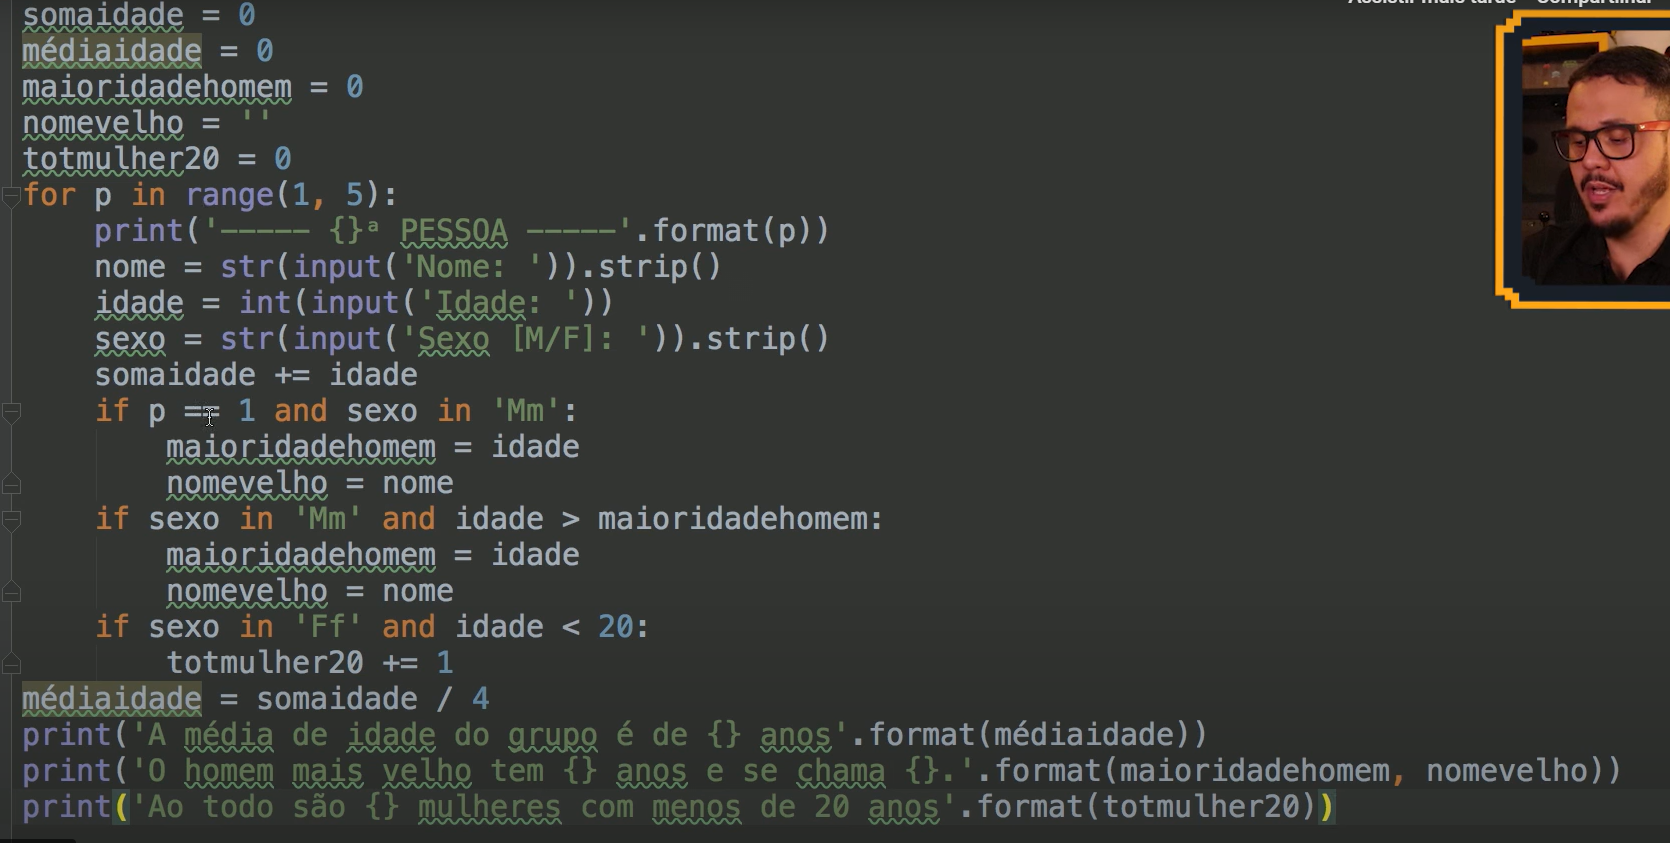 Assistir mais tarde Compartilhar
somaidade = 0
médiaidade = 0
maioridadehomem = 0
nomevelho = ''
totmulher20 = 0
for p in range(1, 5):
    print('----- {}ª PESSOA -----'.format(p))
    nome = str(input('Nome: ')).strip()
    idade = int(input('Idade: '))
    sexo = str(input('Sexo [M/F]: ')).strip()
    somaidade += idade
    if p == 1 and sexo in 'Mm':
        maioridadehomem = idade
        nomevelho = nome
    if sexo in 'Mm' and idade > maioridadehomem:
        maioridadehomem = idade
        nomevelho = nome
    if sexo in 'Ff' and idade < 20:
        totmulher20 += 1
médiaidade = somaidade / 4
print('A média de idade do grupo é de {} anos'.format(médiaidade))
print('O homem mais velho tem {} anos e se chama {}.'.format(maioridadehomem, nomevelho))
print('Ao todo são {} mulheres com menos de 20 anos'.format(totmulher20))